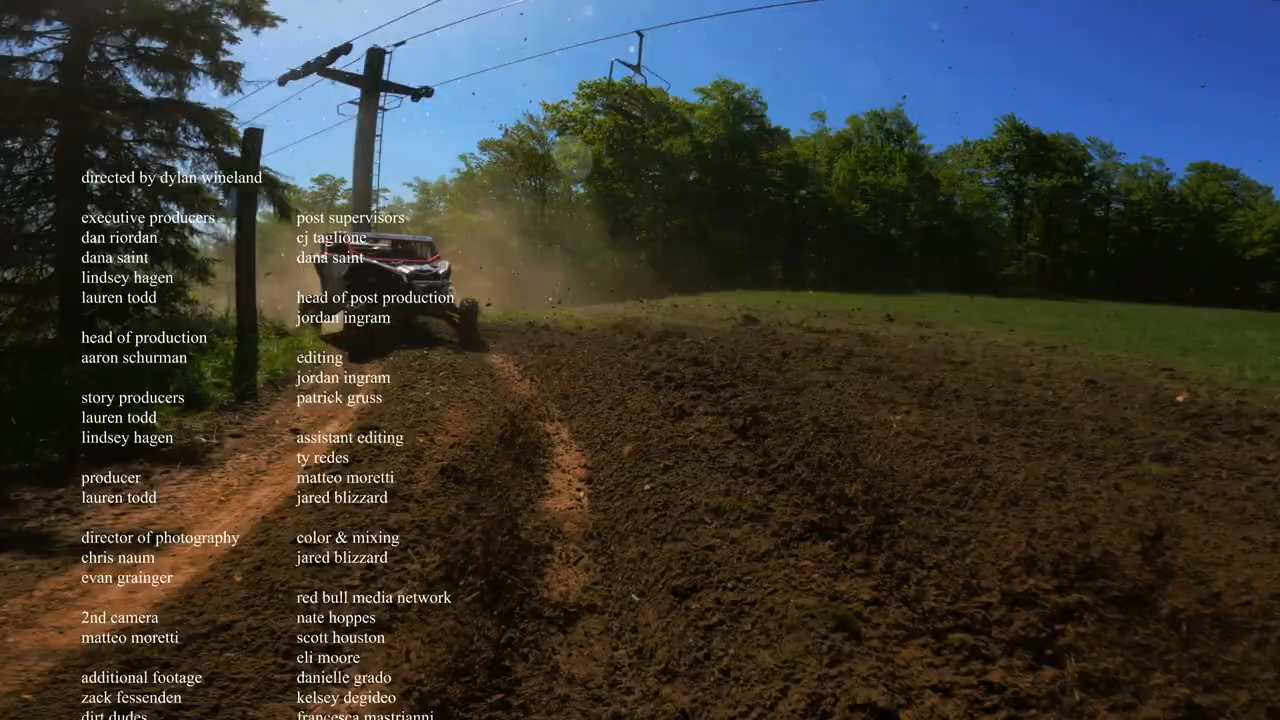 directed by dylan wineland
executive producers
dan riordan
dana saint
lindsey hagen
lauren todd
head of production
aaron schurman
story producers
lauren todd
lindsey hagen
producer
lauren todd
director of photography
chris naum
evan grainger
2nd camera
matteo moretti
additional footage
zack fessenden
dirt dudes
post supervisors
cj taglione
dana saint
head of post production
jordan ingram
editing
jordan ingram
patrick gruss
assistant editing
ty redes
matteo moretti
jared blizzard
color & mixing
jared blizzard
red bull media network
nate hoppes
scott houston
eli moore
danielle grado
kelsey degideo
francesca mastrianni